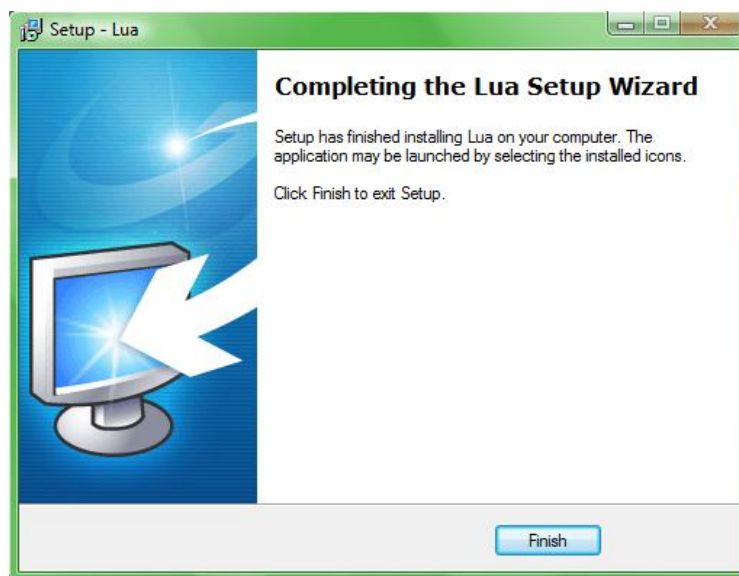 Setup - Lua
Completing the Lua Setup Wizard
Setup has finished installing Lua on your computer. The
application may be launched by selecting the installed icons.
Click Finish to exit Setup.
Finish